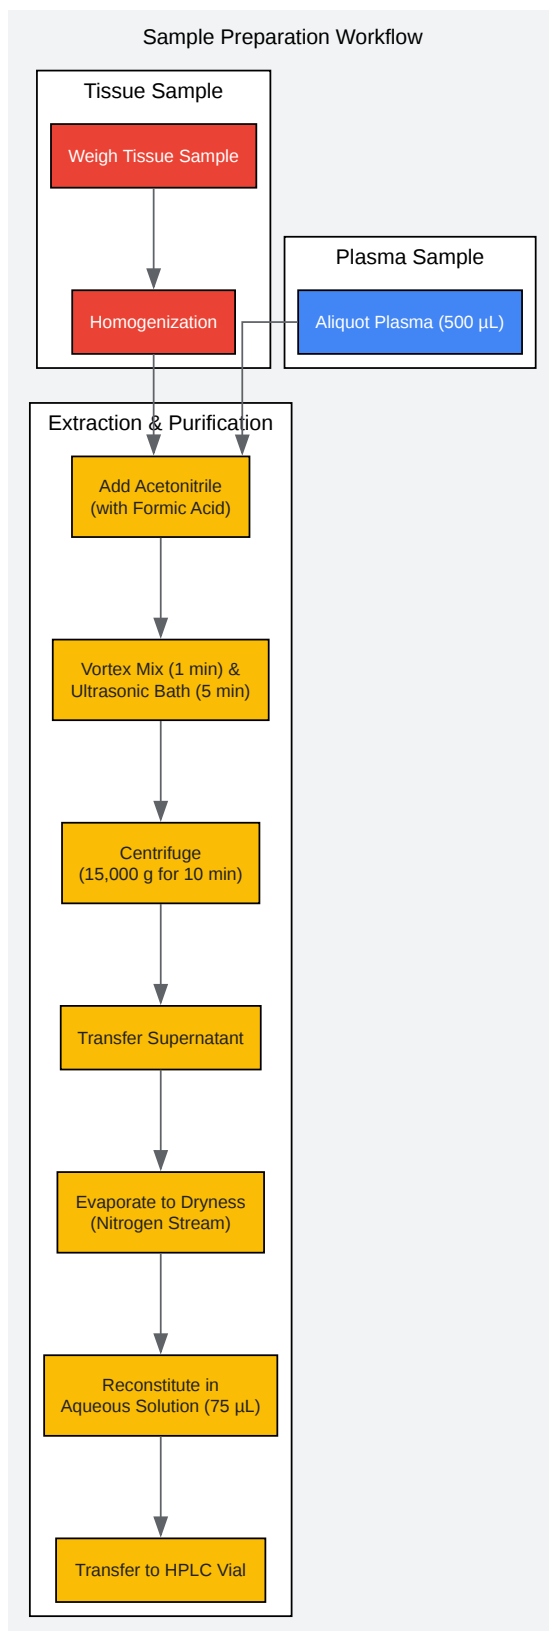 Sample Preparation Workflow
Tissue Sample
Weigh Tissue Sample
Homogenization
Plasma Sample
Aliquot Plasma (500 µL)
Extraction & Purification
Add Acetonitrile
(with Formic Acid)
Vortex Mix (1 min) &
Ultrasonic Bath (5 min)
Centrifuge
(15,000 g for 10 min)
Transfer Supernatant
Evaporate to Dryness
(Nitrogen Stream)
Reconstitute in
Aqueous Solution (75 µL)
Transfer to HPLC Vial